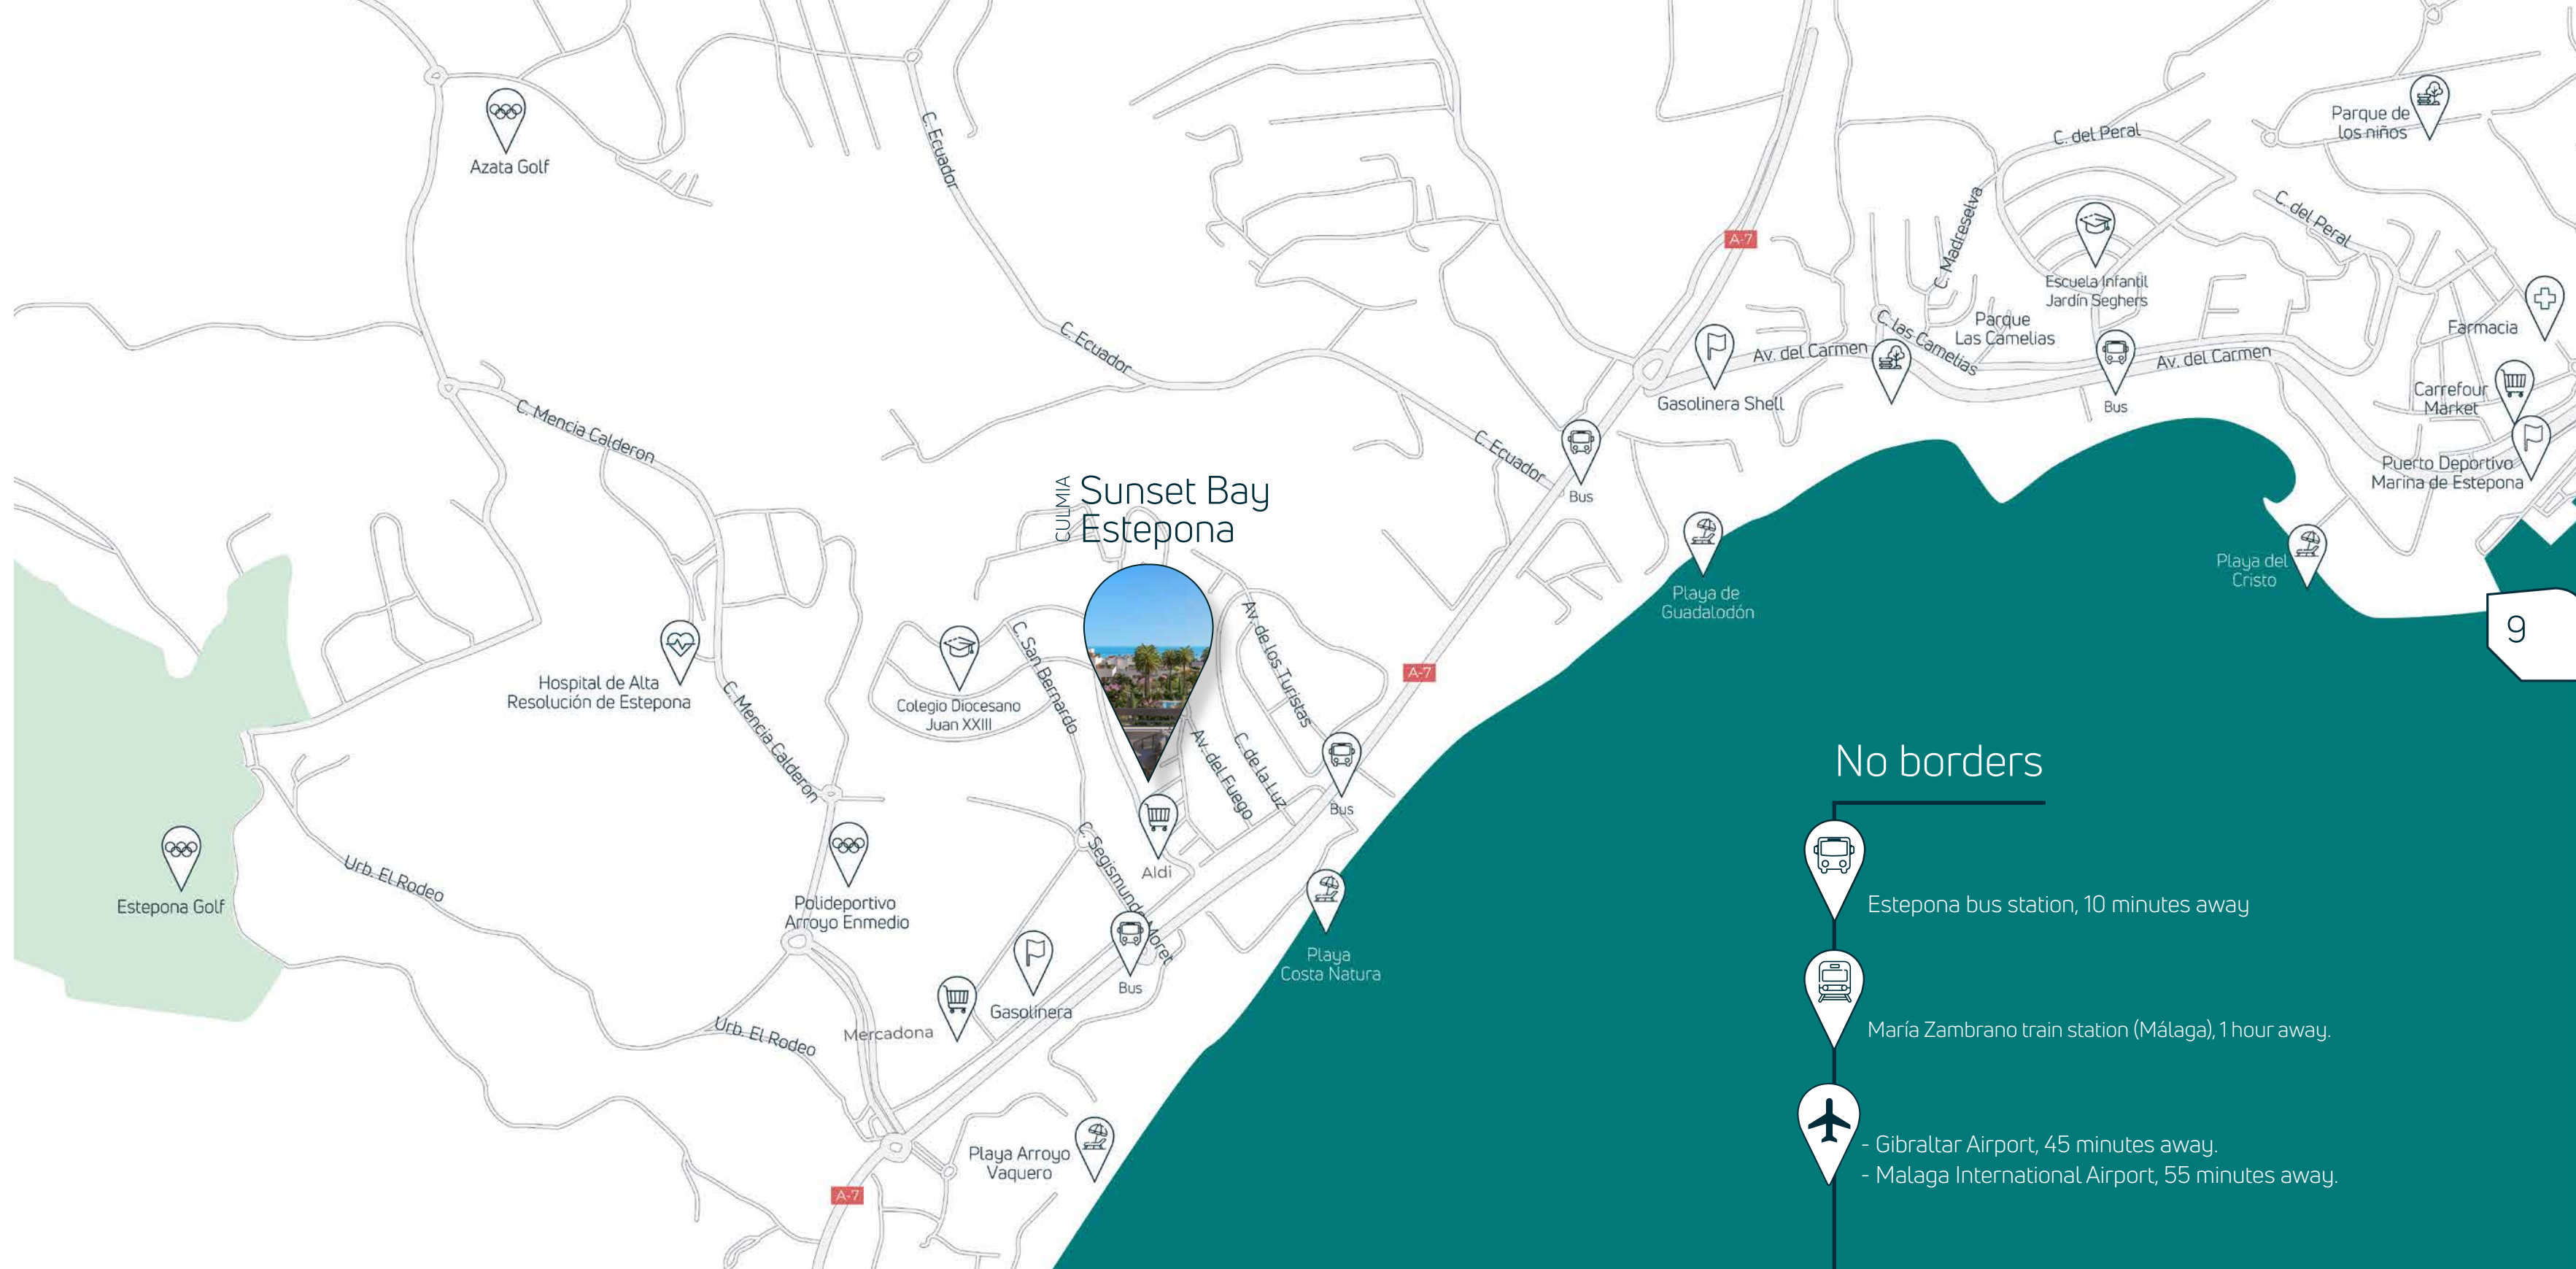 Azata Golf
C. Ecuador
C. Ecuador
C. Ecuador
C. Mencia Calderon
C. Mencia Calderon
A-7
C. del Peral
C. del Peral
Parque de
los niños
C. Madreselva
Escuela Infantil
Jardín Seghers
Parque
Las Camelias
C. las Camelias
Av. del Carmen
Av. del Carmen
Gasolinera Shell
Bus
Farmacia
Carrefour
Market
Puerto Deportivo
Marina de Estepona
Bus
CULMIA
Sunset Bay
Estepona
Playa de
Guadalodón
Playa del
Cristo
9
A-7
Hospital de Alta
Resolución de Estepona
Colegio Diocesano
Juan XXIII
C. San Bernardo
Av. de los Turistas
Av. del Fuego
C. de la Luz
Bus
Aldi
C. Segismundo Moret
Estepona Golf
Urb. El Rodeo
Urb. El Rodeo
Polideportivo
Arroyo Enmedio
Mercadona
Gasolinera
Bus
Playa
Costa Natura
Playa Arroyo
Vaquero
A-7
No borders
Estepona bus station, 10 minutes away
María Zambrano train station (Málaga), 1 hour away.
- Gibraltar Airport, 45 minutes away.
- Malaga International Airport, 55 minutes away.